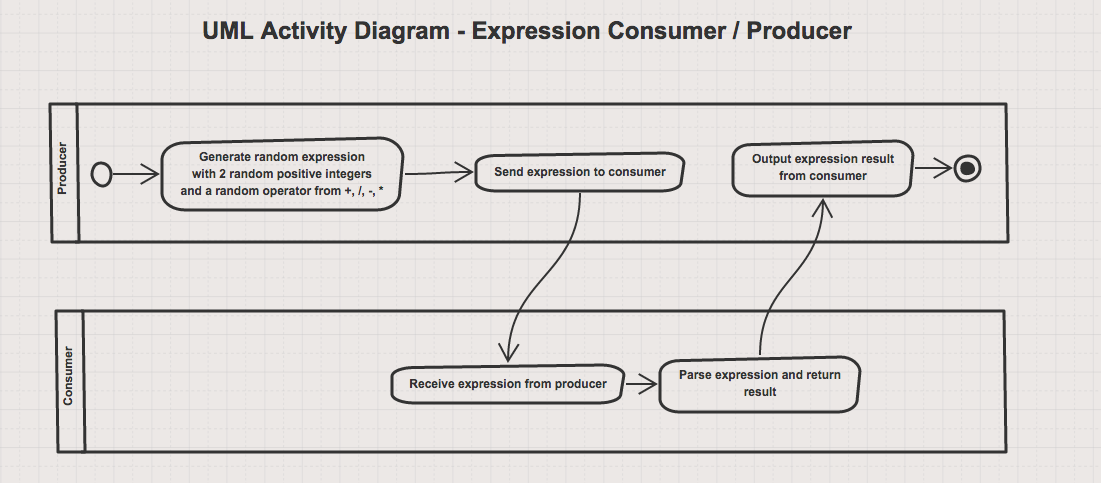 UML Activity Diagram - Expression Consumer / Producer
Producer
Generate random expression
with 2 random positive integers
and a random operator from +, /, -, *
Send expression to consumer
Output expression result
from consumer
Consumer
Receive expression from producer
Parse expression and return
result